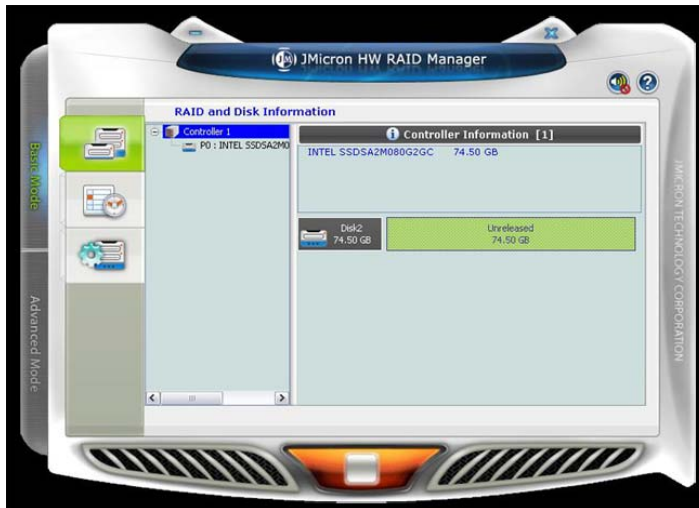 JMicron HW RAID Manager
RAID and Disk Information
Basic Mode
Advanced Mode
Controller 1
P0 : INTEL SSDSA2M0
Controller Information [1]
INTEL SSDSA2M080G2GC 74.50 GB
Disk2
74.50 GB
Unreleased
74.50 GB
JMICRON TECHNOLOGY CORPORATION